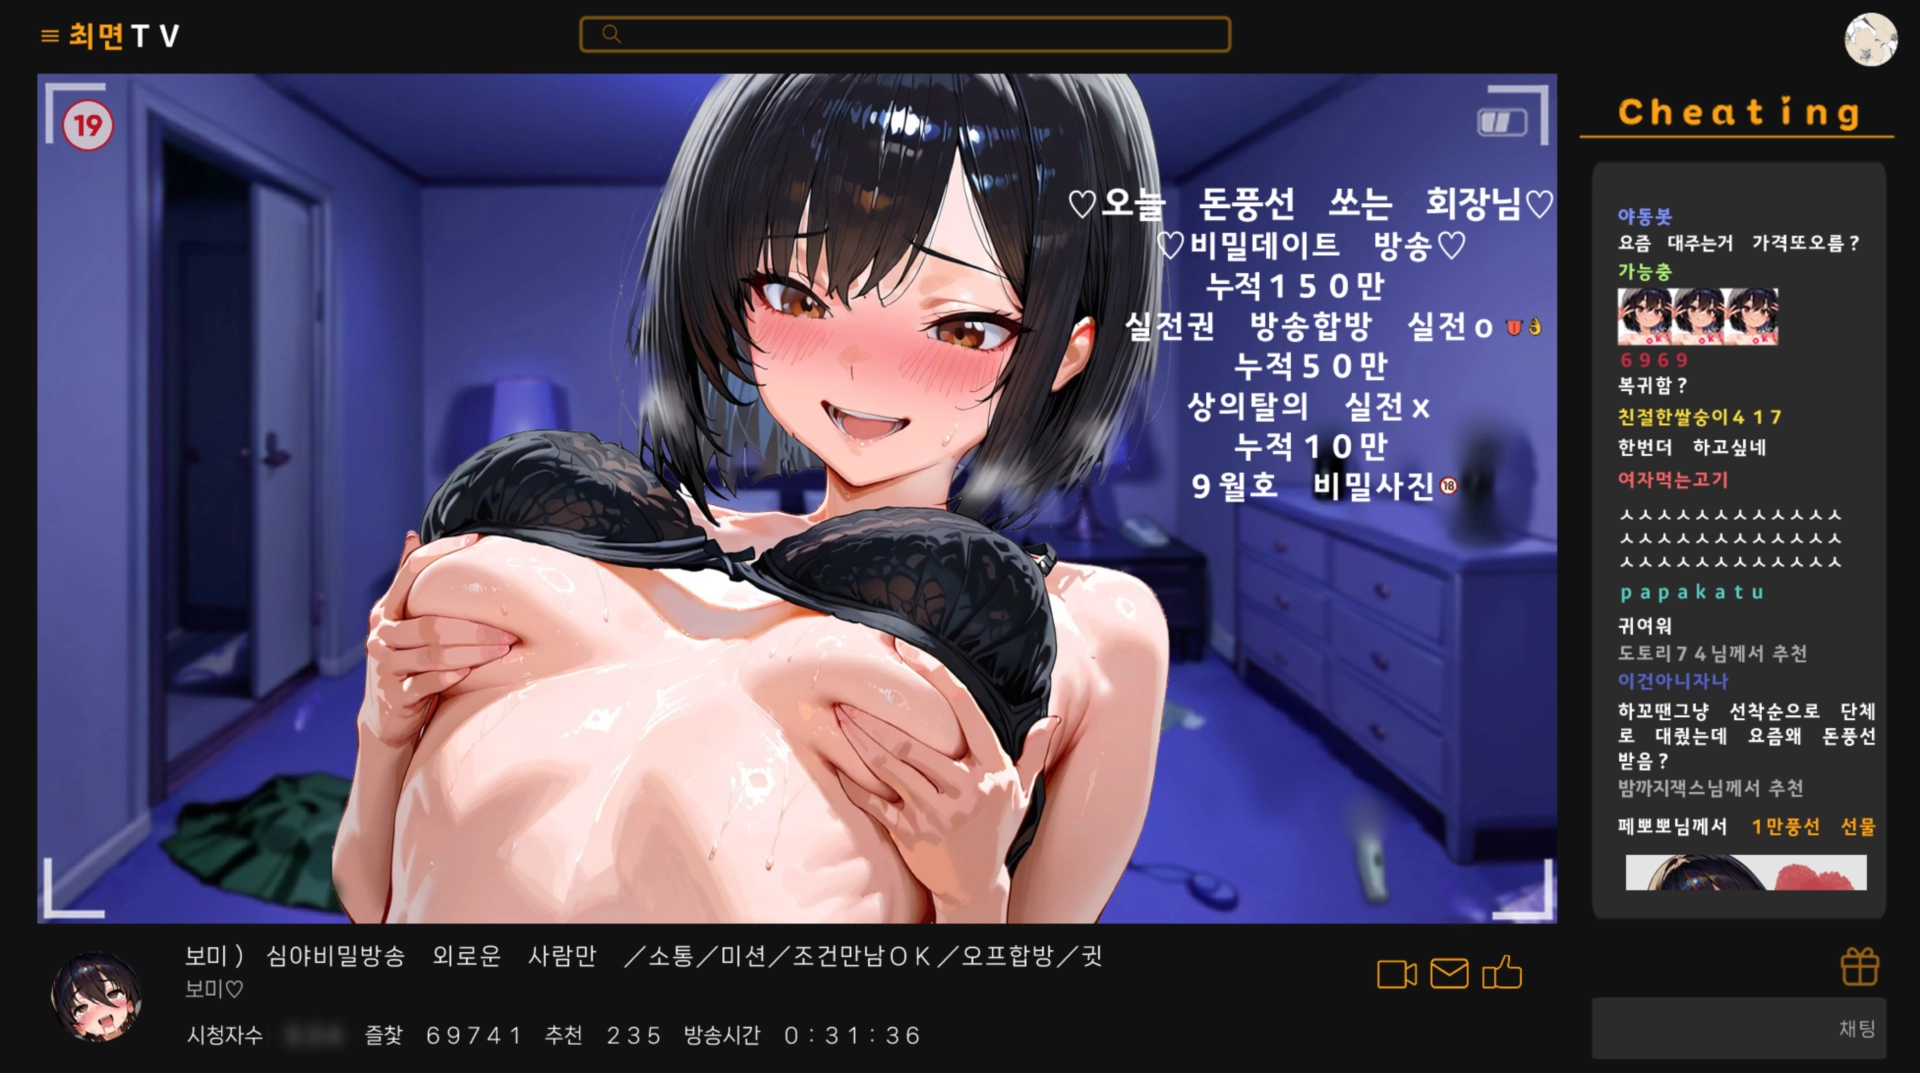 최면TV
19
♡오늘 돈풍선 쏘는 회장님♡
♡비밀데이트 방송♡
누적150만
실전권 방송합방 실전o
누적50만
상의탈의 실전x
누적10만
9월호 비밀사진🔞
Cheating
야동봇
요즘 대주는거 가격또오름?
가능충
6969
복귀함?
친절한쌀숭이417
한번더 하고싶네
여자먹는고기
ㅅㅅㅅㅅㅅㅅㅅㅅㅅㅅㅅㅅ
ㅅㅅㅅㅅㅅㅅㅅㅅㅅㅅㅅㅅ
ㅅㅅㅅㅅㅅㅅㅅㅅㅅㅅㅅㅅ
papakatu
귀여워
도토리74님께서 추천
이건아니자나
하꼬땐그냥 선착순으로 단체
로 대줬는데 요즘왜 돈풍선
받음?
밤까지잭스님께서 추천
페뽀뽀님께서 1만풍선 선물
보미) 심야비밀방송 외로운 사람만 /소통/미션/조건만남OK/오프합방/귓
보미♡
시청자수 즐찾 69741 추천 235 방송시간 0:31:36
채팅